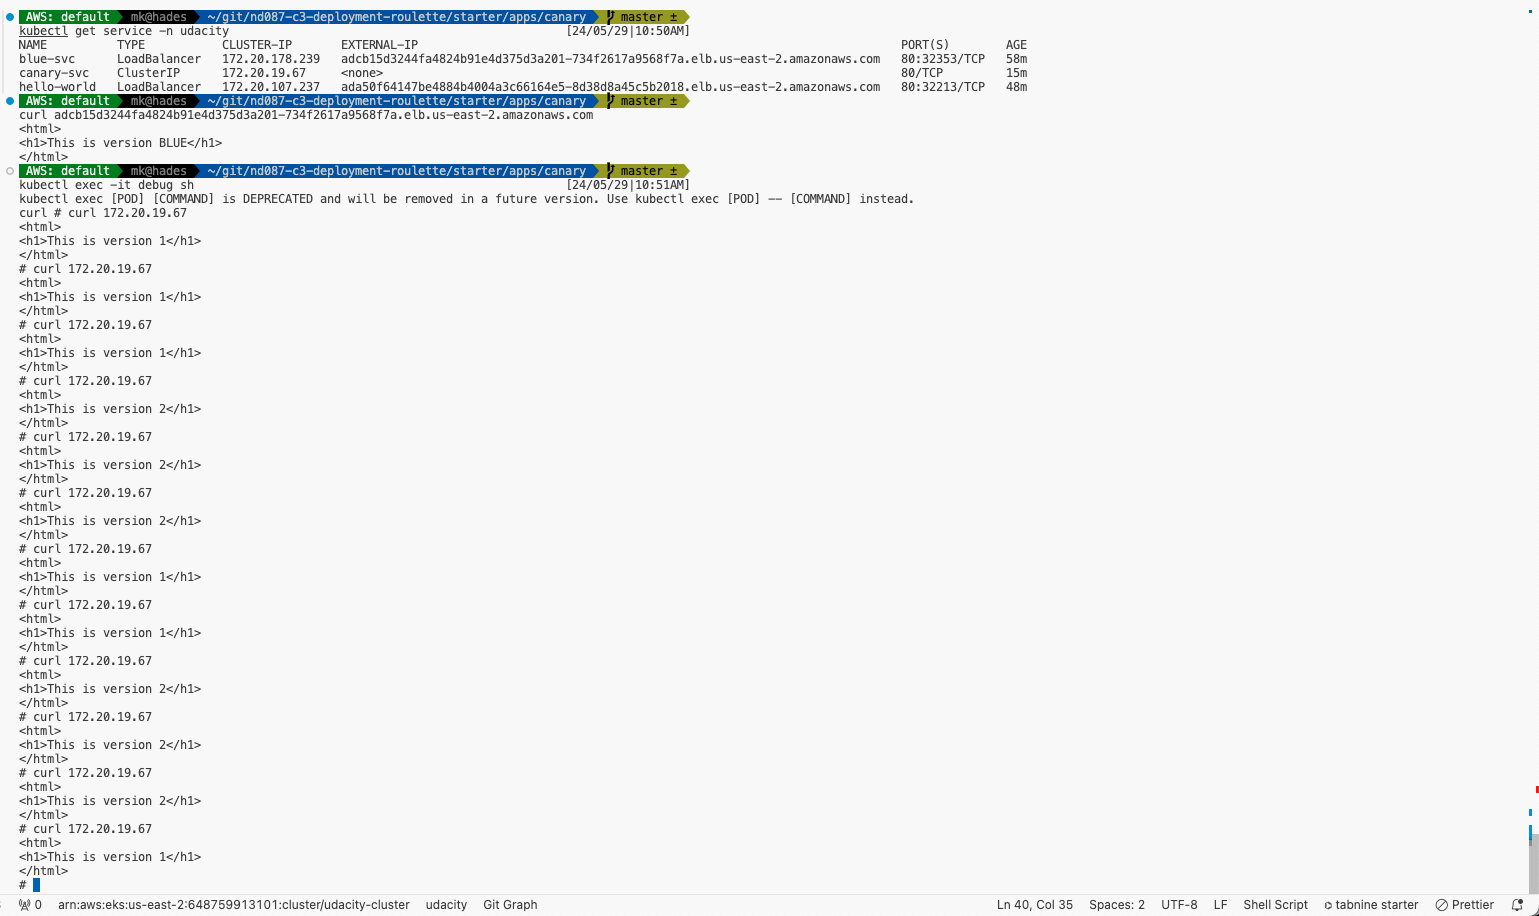 AWS: default mk@hades ~/git/nd087-c3-deployment-roulette/starter/apps/canary master ±
kubectl get service -n udacity [24/05/29|10:50AM]
NAME TYPE CLUSTER-IP EXTERNAL-IP PORT(S) AGE
blue-svc LoadBalancer 172.20.178.239 adcb15d3244fa4824b91e4d375d3a201-734f2617a9568f7a.elb.us-east-2.amazonaws.com 80:32353/TCP 58m
canary-svc ClusterIP 172.20.19.67 <none> 80/TCP 15m
hello-world LoadBalancer 172.20.107.237 ada50f64147be4884b4004a3c66164e5-8d38d8a45c5b2018.elb.us-east-2.amazonaws.com 80:32213/TCP 48m
AWS: default mk@hades ~/git/nd087-c3-deployment-roulette/starter/apps/canary master ±
curl adcb15d3244fa4824b91e4d375d3a201-734f2617a9568f7a.elb.us-east-2.amazonaws.com
<html>
<h1>This is version BLUE</h1>
</html>
AWS: default mk@hades ~/git/nd087-c3-deployment-roulette/starter/apps/canary master ±
kubectl exec -it debug sh [24/05/29|10:51AM]
kubectl exec [POD] [COMMAND] is DEPRECATED and will be removed in a future version. Use kubectl exec [POD] -- [COMMAND] instead.
curl # curl 172.20.19.67
<html>
<h1>This is version 1</h1>
</html>
# curl 172.20.19.67
<html>
<h1>This is version 1</h1>
</html>
# curl 172.20.19.67
<html>
<h1>This is version 1</h1>
</html>
# curl 172.20.19.67
<html>
<h1>This is version 2</h1>
</html>
# curl 172.20.19.67
<html>
<h1>This is version 2</h1>
</html>
# curl 172.20.19.67
<html>
<h1>This is version 2</h1>
</html>
# curl 172.20.19.67
<html>
<h1>This is version 1</h1>
</html>
# curl 172.20.19.67
<html>
<h1>This is version 1</h1>
</html>
# curl 172.20.19.67
<html>
<h1>This is version 2</h1>
</html>
# curl 172.20.19.67
<html>
<h1>This is version 2</h1>
</html>
# curl 172.20.19.67
<html>
<h1>This is version 2</h1>
</html>
# curl 172.20.19.67
<html>
<h1>This is version 1</h1>
</html>
#
0 arn:aws:eks:us-east-2:648759913101:cluster/udacity-cluster udacity Git Graph Ln 40, Col 35 Spaces: 2 UTF-8 LF Shell Script tabnine starter Prettier